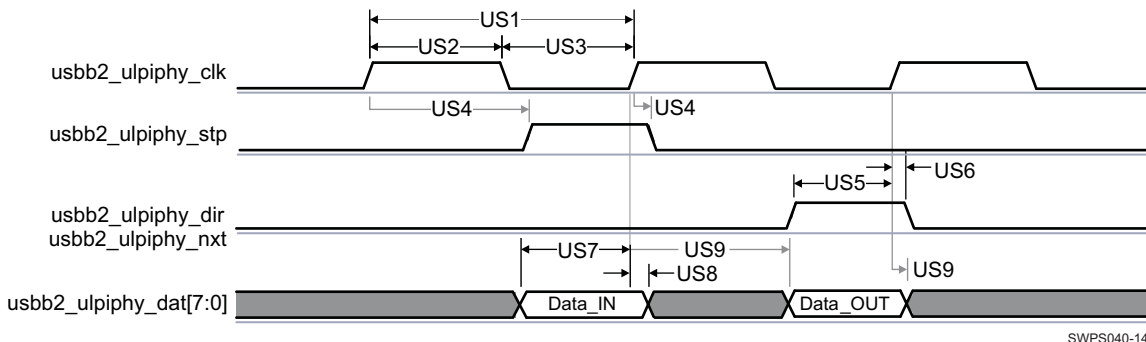 US1
US2 US3
usbb2_ulpiphy_clk
US4 US4
usbb2_ulpiphy_stp
US6
US5
usbb2_ulpiphy_dir
usbb2_ulpiphy_nxt
US7 US9
US8 US9
usbb2_ulpiphy_dat[7:0] Data_IN Data_OUT
SWPS040-14